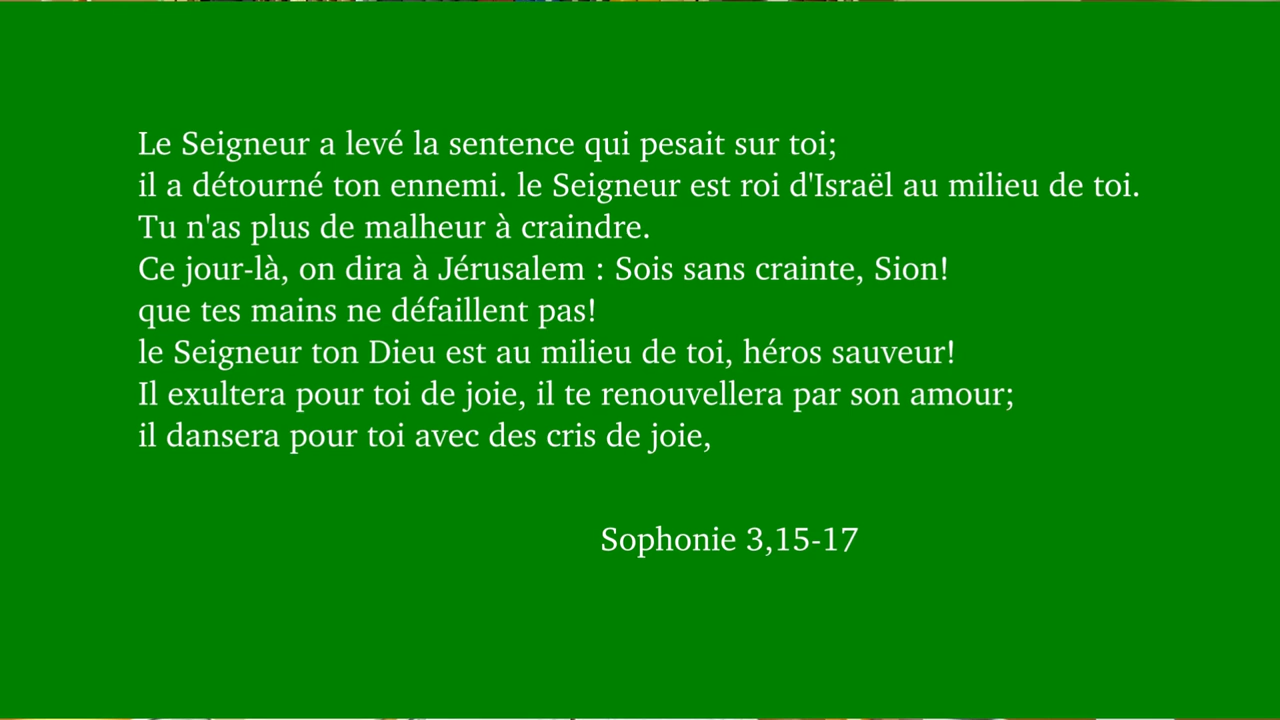 Le Seigneur a levé la sentence qui pesait sur toi;
il a détourné ton ennemi. le Seigneur est roi d'Israël au milieu de toi.
Tu n'as plus de malheur à craindre.
Ce jour-là, on dira à Jérusalem : Sois sans crainte, Sion!
que tes mains ne défaillent pas!
le Seigneur ton Dieu est au milieu de toi, héros sauveur!
Il exultera pour toi de joie, il te renouvellera par son amour;
il dansera pour toi avec des cris de joie,
Sophonie 3,15-17